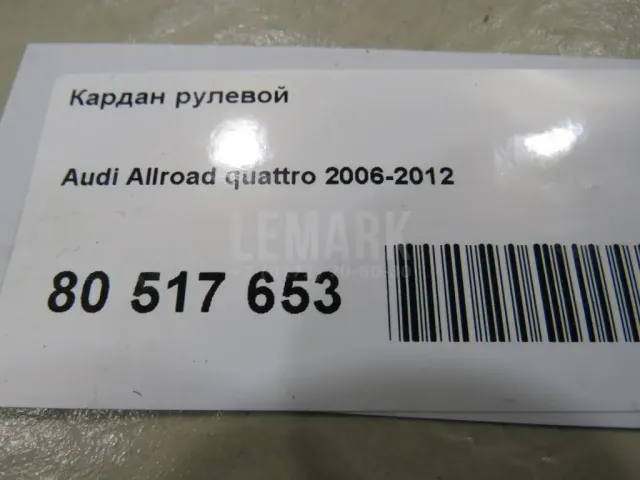 Кардан рулевой
Audi Allroad quattro 2006-2012
LEMARK
80 517 653